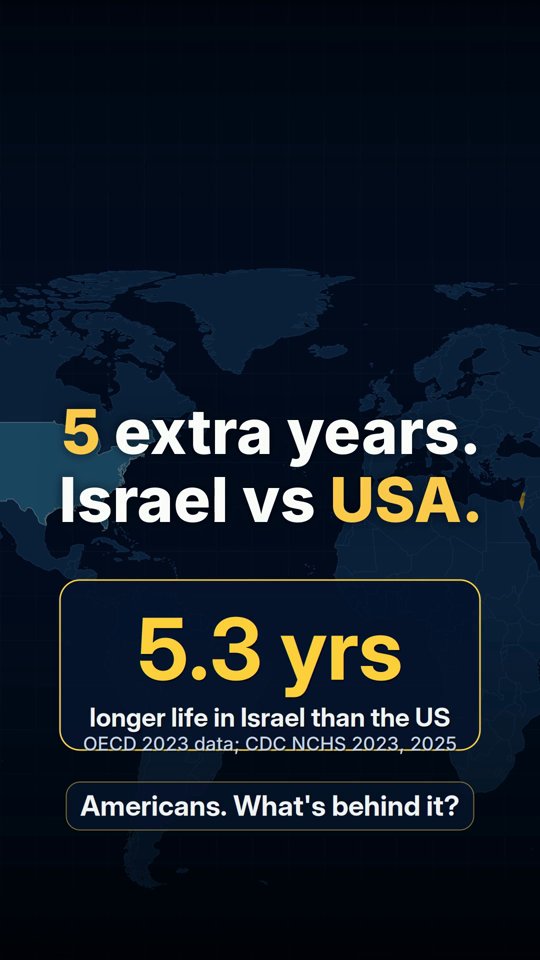 5 extra years.
Israel vs USA.
5.3 yrs
longer life in Israel than the US
OECD 2023 data; CDC NCHS 2023, 2025
Americans. What's behind it?